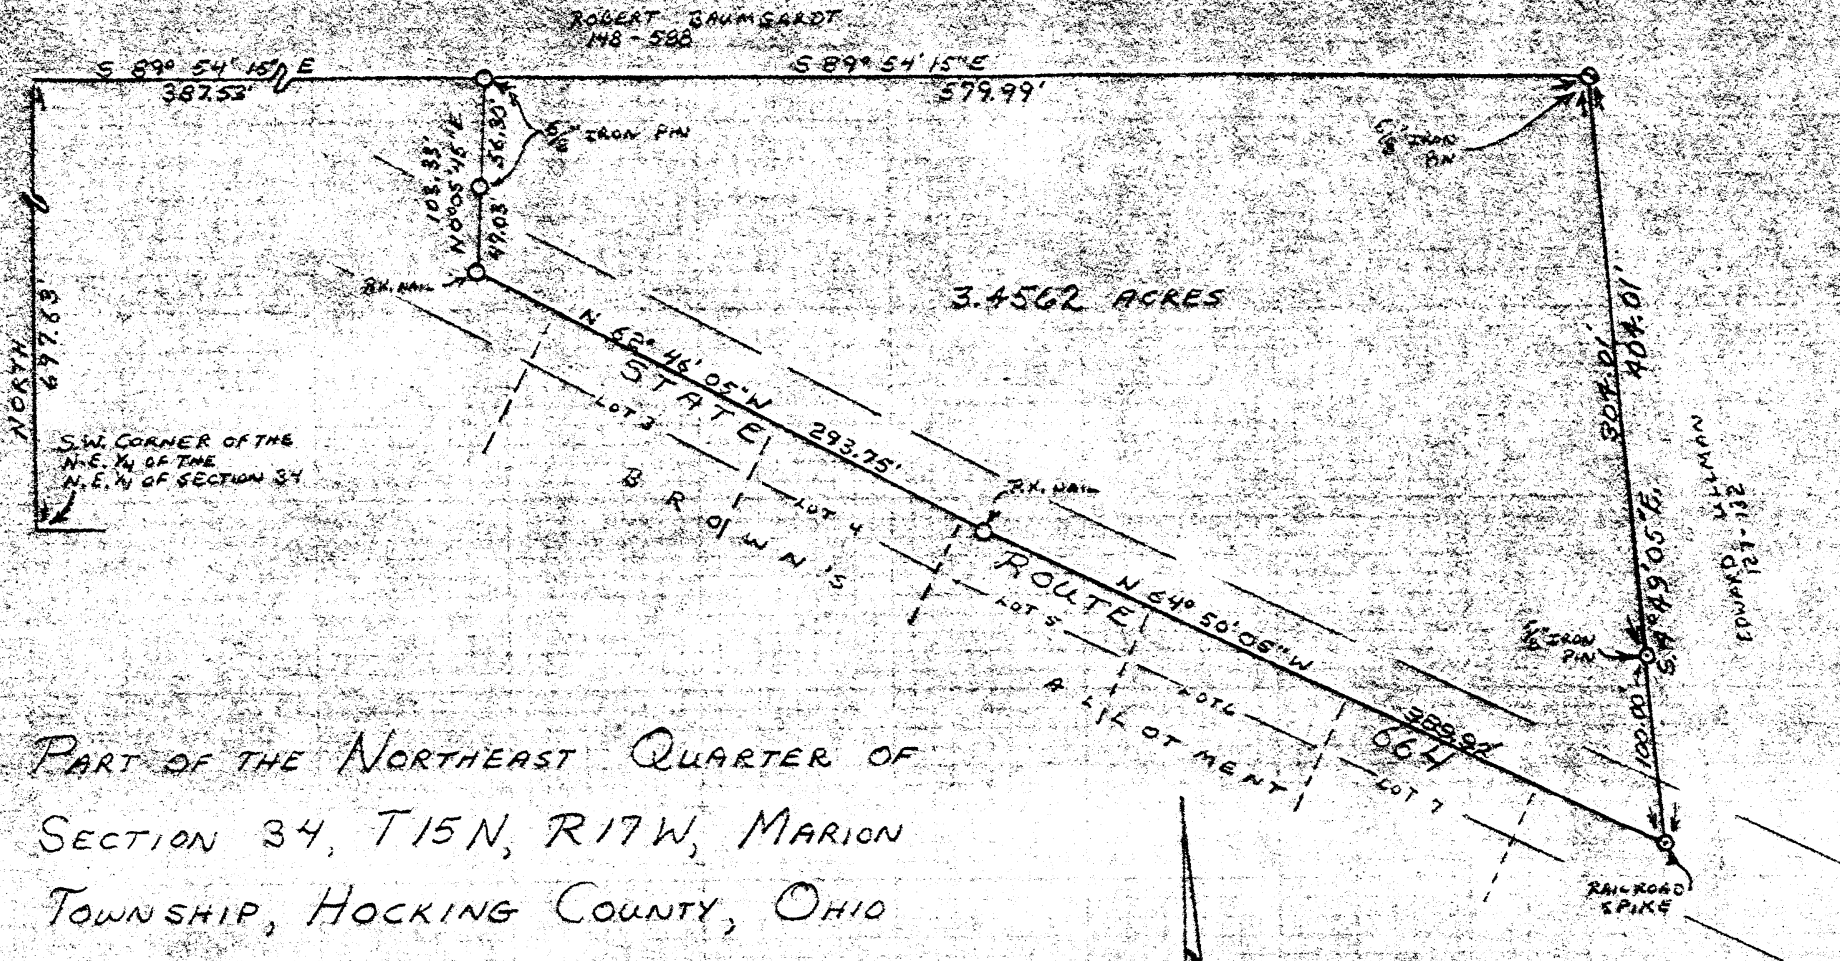 ROBERT BAUMGARDT
148-588
S 89° 54' 15" E
387.53'
S 89° 54' 15" E
579.99'
5/8" IRON PIN
56.30'
103.33'
N 0° 05' 45" E
47.03'
5/8" IRON
PIN
P.K. NAIL
3.4562 ACRES
NORTH
697.63'
404.01'
304.01'
N 62° 46' 05" W
293.75'
STATE
LOT 3
S.W. CORNER OF THE
N.E. 1/4 OF THE
N.E. 1/4 OF SECTION 34
BROWN'S
LOT 4
P.K. NAIL
ROUTE
N 64° 50' 05" W
LOT 5
S. 4° 49' 05" E.
EDWARD
121-182
5/8" IRON
PIN
ALLOTMENT
LOT 6
389.92'
664
100.00'
LOT 7
PART OF THE NORTHEAST QUARTER OF
SECTION 34, T15N, R17W, MARION
TOWNSHIP, HOCKING COUNTY, OHIO
RAILROAD
SPIKE